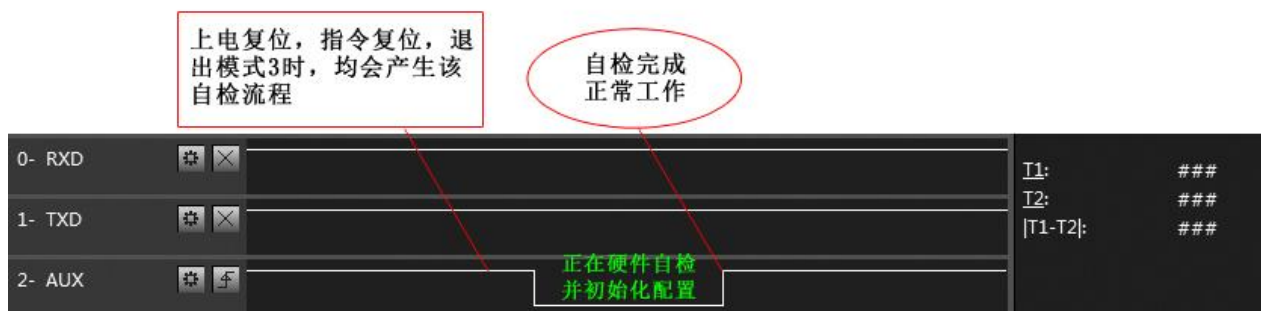 上电复位，指令复位，退
出模式3时，均会产生该
自检流程
自检完成
正常工作
0- RXD
T1: ###
T2: ###
1- TXD
|T1-T2|: ###
正在硬件自检
2- AUX
并初始化配置